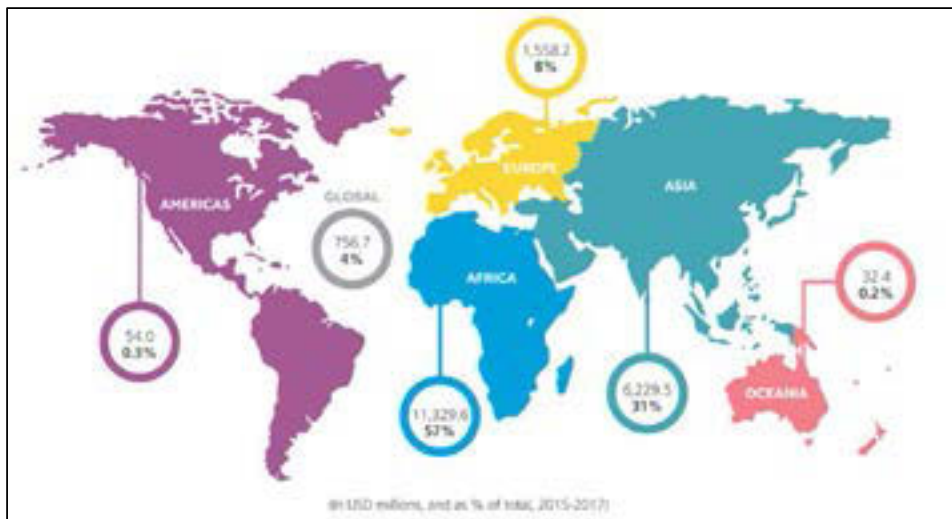 1,558.2
8%
EUROPE
ASIA
AMERICAS
GLOBAL
756.7
4%
AFRICA
32.4
0.2%
54.0
0.3%
11,329.6
57%
6,229.5
31%
OCEANIA
(in USD millions, and as % of total, 2015-2017)